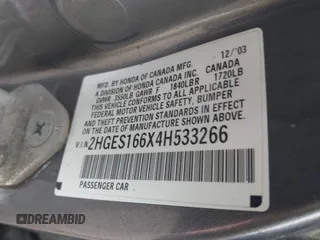 MFD. BY HONDA OF CANADA MFG. 12/'03
A DIVISION OF HONDA CANADA INC. CANADA
GVWR 3550LB GAWR F 1840LBR 1720LB
THIS VEHICLE CONFORMS TO ALL APPLICABLE
FEDERAL MOTOR VEHICLE SAFETY, BUMPER
AND THEFT PREVENTION STANDARDS IN
EFFECT ON THE DATE OF MANUFACTURE
SHOWN ABOVE.
V.I.N. 2HGES166X4H533266
PASSENGER CAR
DREAMBID